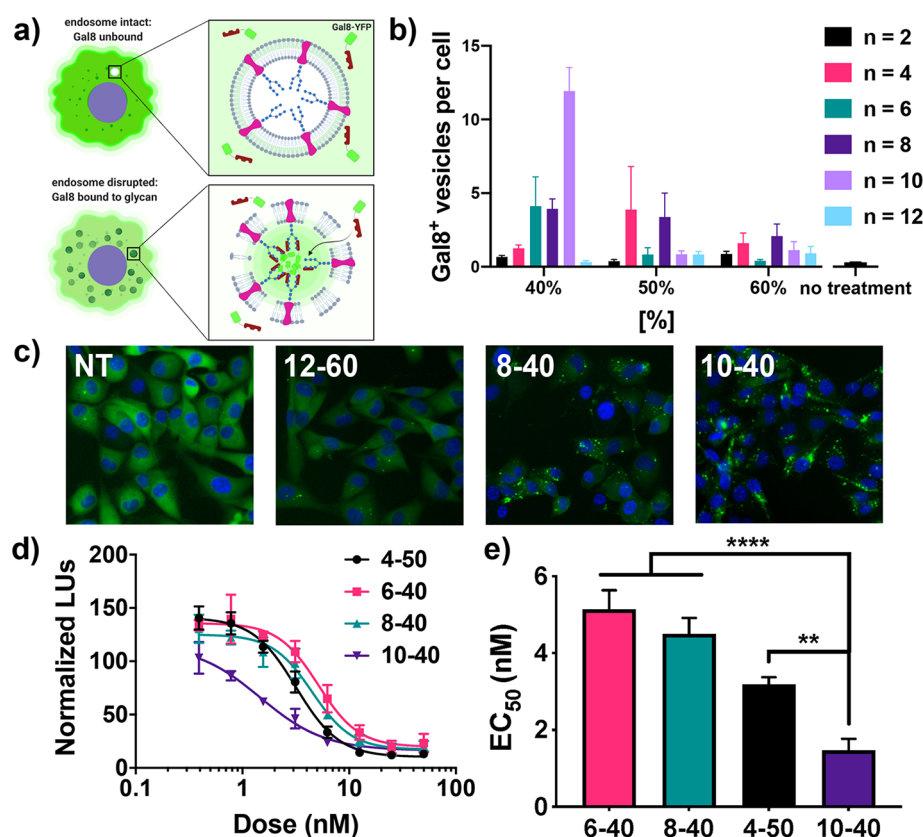 a)
endosome intact:
Gal8 unbound
Gal8-YFP
endosome disrupted:
Gal8 bound to glycan
b)
Gal8+ vesicles per cell
15
10
5
0
40%
50%
60%
no treatment
[%]
n = 2
n = 4
n = 6
n = 8
n = 10
n = 12
c)
NT
12-60
8-40
10-40
d)
Normalized LUs
200
150
100
50
0
0.1
1
10
100
Dose (nM)
4-50
6-40
8-40
10-40
e)
EC50 (nM)
6
4
2
0
****
**
6-40
8-40
4-50
10-40